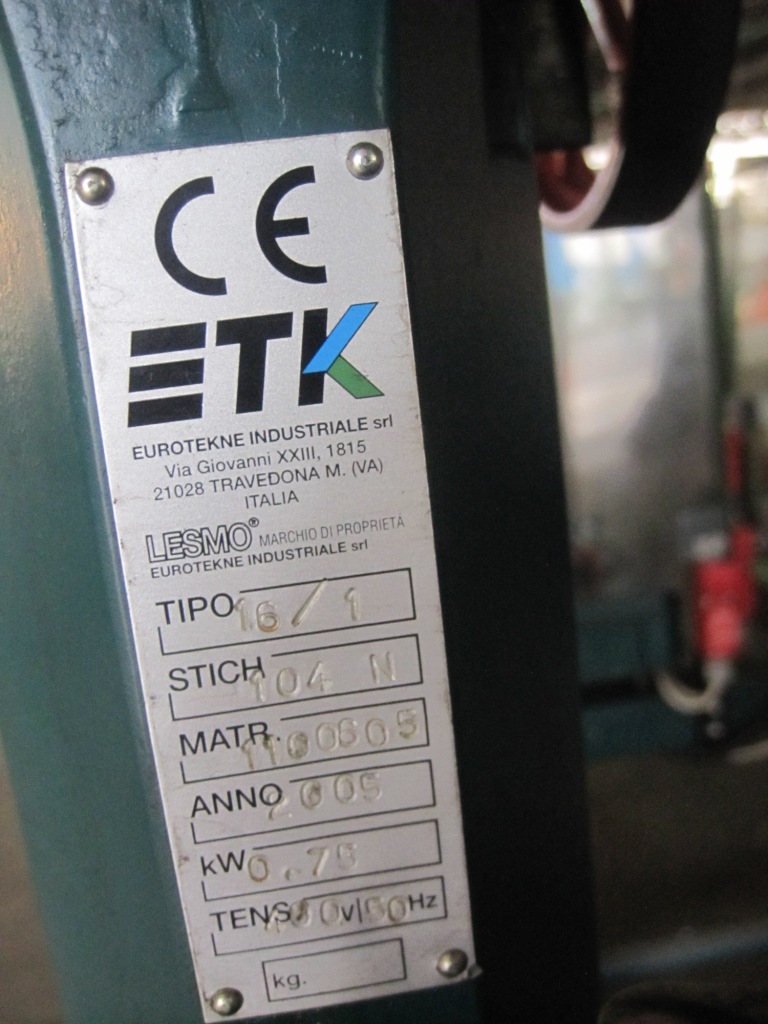 CE
ETK
EUROTEKNE INDUSTRIALE srl
Via Giovanni XXIII, 1815
21028 TRAVEDONA M. (VA)
ITALIA
LESMO® MARCHIO DI PROPRIETÀ
EUROTEKNE INDUSTRIALE srl
TIPO 16/1
STICH 104 N
MATR.
ANNO 2005
kW 0.75
TENS. 400 v/50 Hz
kg.